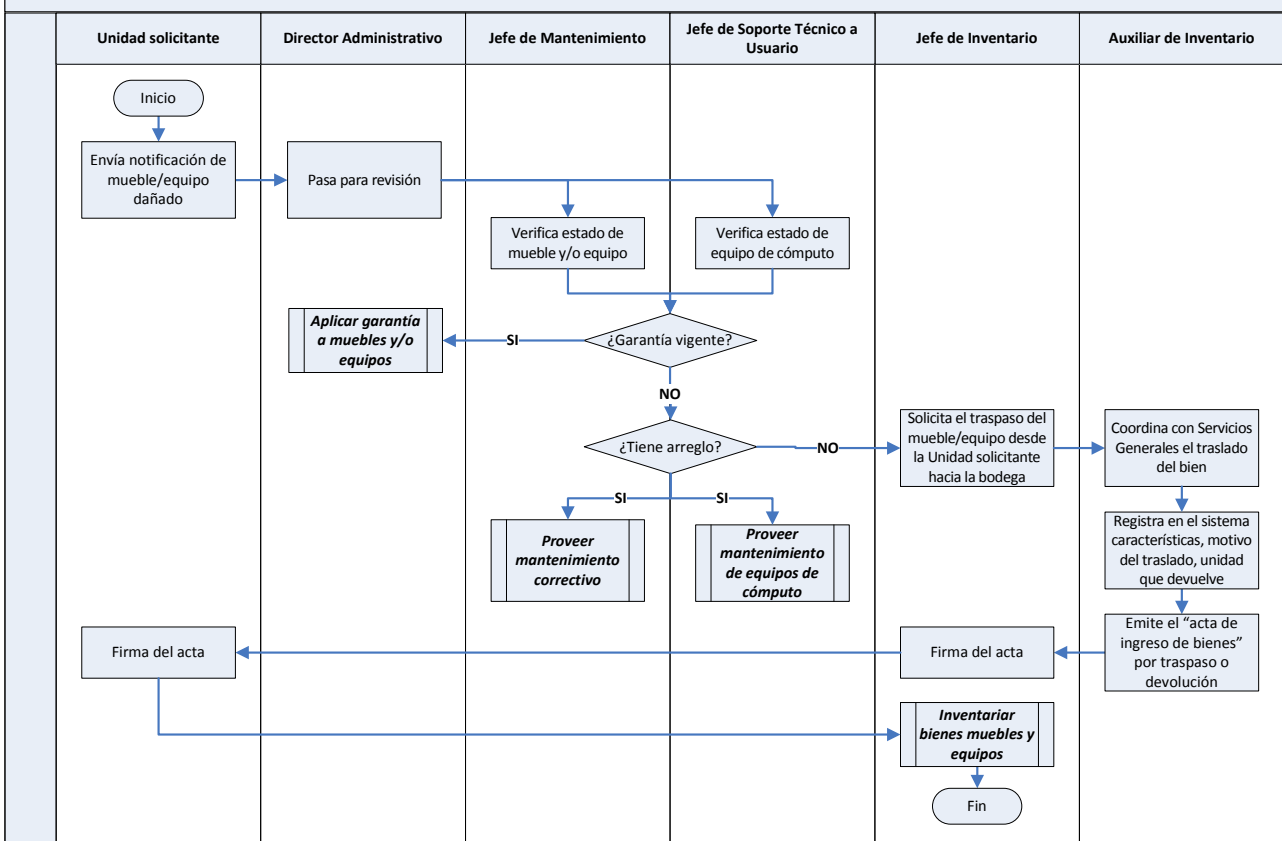 Unidad solicitante
Director Administrativo
Jefe de Mantenimiento
Jefe de Soporte Técnico a
Usuario
Jefe de Inventario
Auxiliar de Inventario
Inicio
Envía notificación de
mueble/equipo
dañado
Pasa para revisión
Verifica estado de
mueble y/o equipo
Verifica estado de
equipo de cómputo
Aplicar garantía
a muebles y/o
equipos
SI
¿Garantía vigente?
NO
¿Tiene arreglo?
NO
Solicita el traspaso del
mueble/equipo desde
la Unidad solicitante
hacia la bodega
Coordina con Servicios
Generales el traslado
del bien
SI
SI
Proveer
mantenimiento
correctivo
Proveer
mantenimiento
de equipos de
cómputo
Registra en el sistema
características, motivo
del traslado, unidad
que devuelve
Firma del acta
Firma del acta
Emite el “acta de
ingreso de bienes”
por traspaso o
devolución
Inventariar
bienes muebles y
equipos
Fin